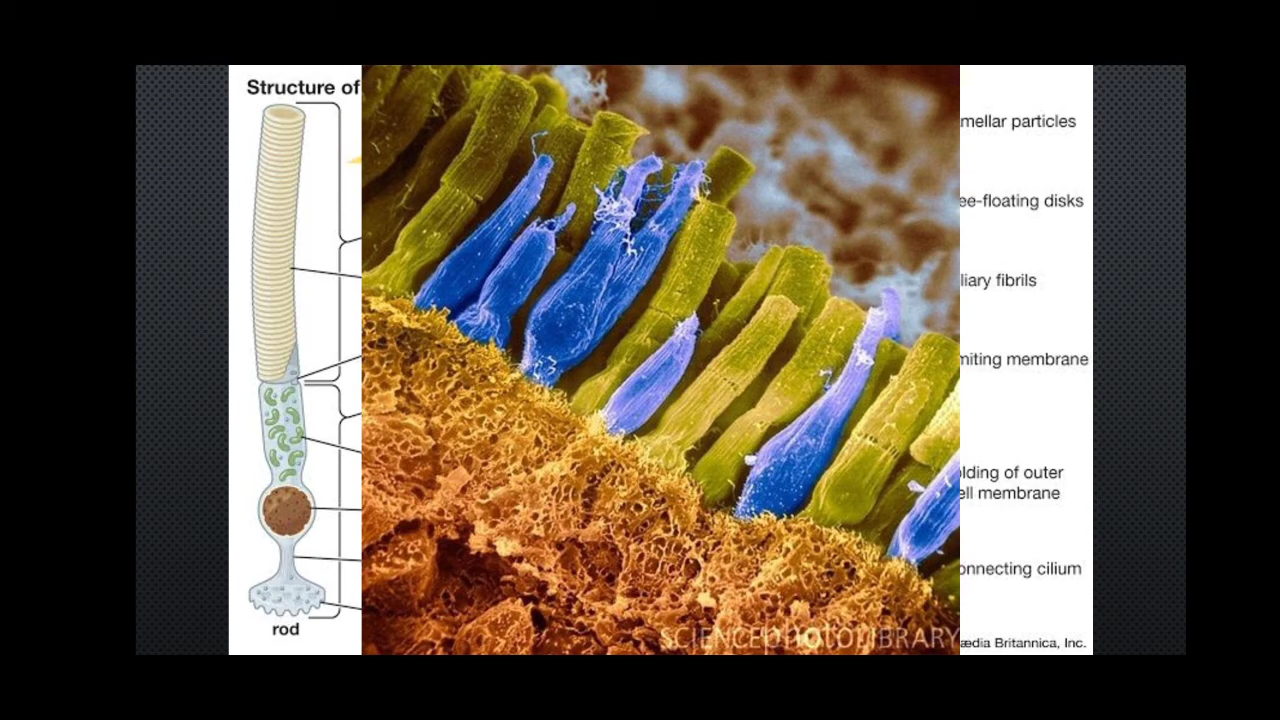 Structure of
mellar particles
ee-floating disks
liary fibrils
miting membrane
lding of outer
ell membrane
onnecting cilium
rod
SCIENCEPHOTOLIBRARY
ædia Britannica, Inc.